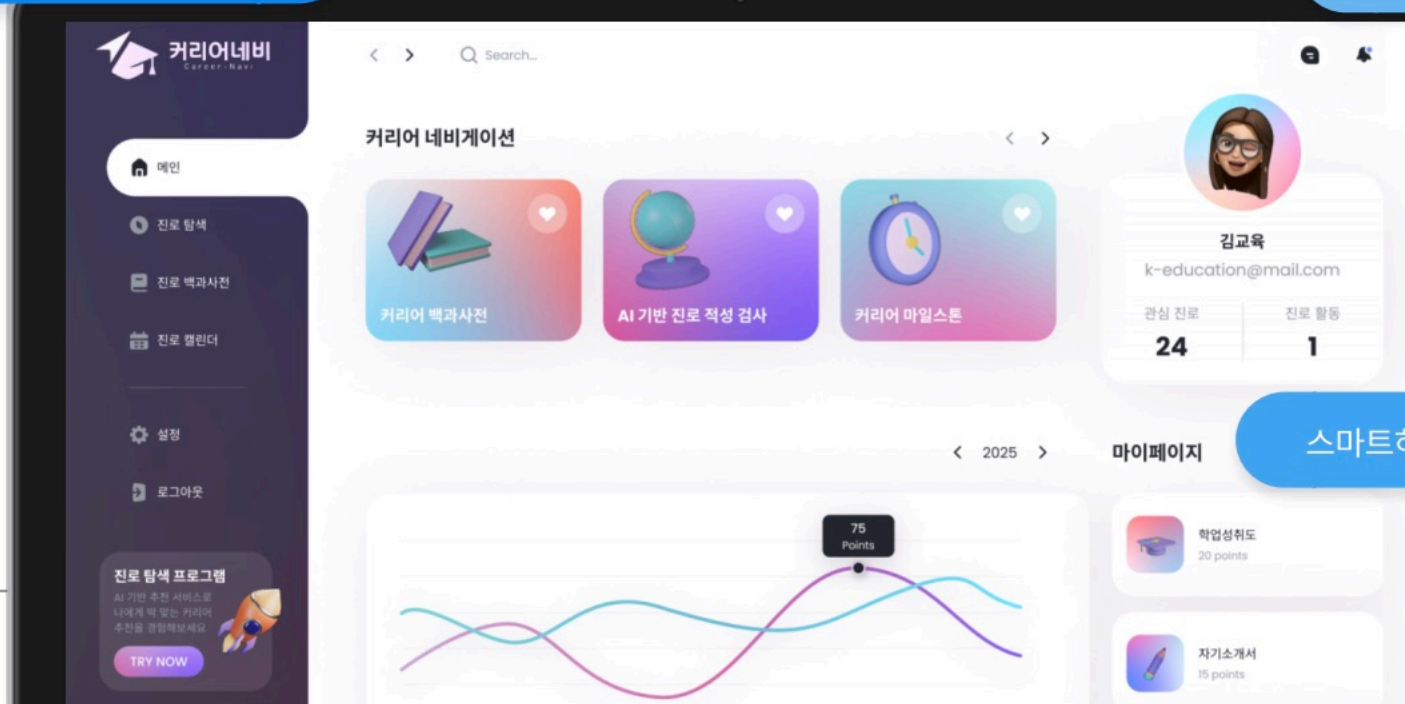 커리어네비
Career-Navi
Search...
메인
진로 탐색
진로 백과사전
진로 캘린더
설정
로그아웃
진로 탐색 프로그램
AI 기반 추천 서비스로
나에게 딱 맞는 커리어
추천을 경험해보세요
TRY NOW
커리어 네비게이션
커리어 백과사전
AI 기반 진로 적성 검사
커리어 마일스톤
2025
75
Points
김교육
k-education@mail.com
관심 진로
진로 활동
24
1
마이페이지
스마트
학업성취도
20 points
자기소개서
15 points